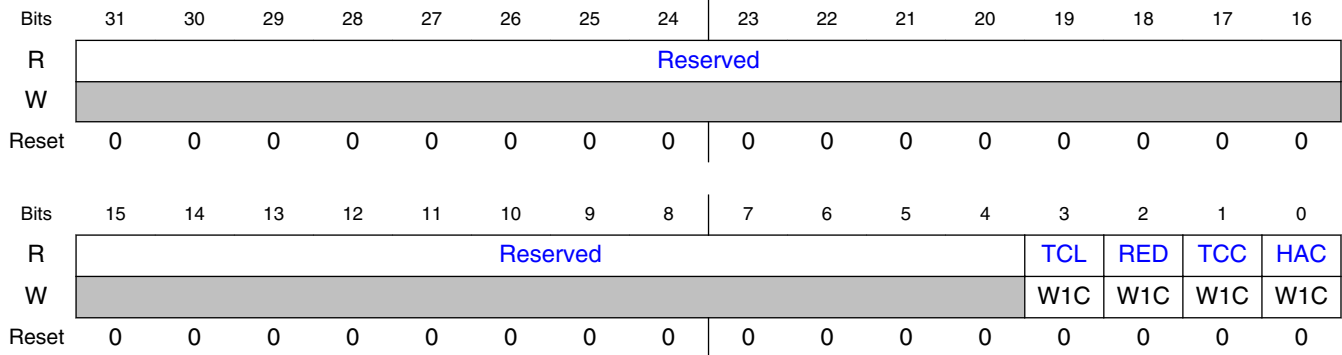 Bits 31 30 29 28 27 26 25 24 23 22 21 20 19 18 17 16
R Reserved
W
Reset 0 0 0 0 0 0 0 0 0 0 0 0 0 0 0 0
Bits 15 14 13 12 11 10 9 8 7 6 5 4 3 2 1 0
R Reserved TCL RED TCC HAC
W W1C W1C W1C W1C
Reset 0 0 0 0 0 0 0 0 0 0 0 0 0 0 0 0